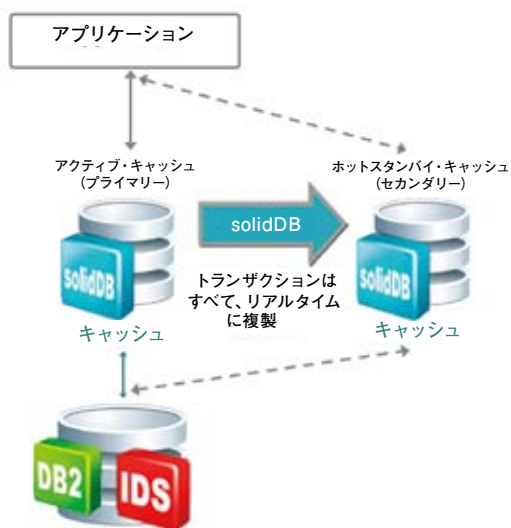 アプリケーション
アクティブ・キャッシュ
(プライマリー)
ホットスタンバイ・キャッシュ
(セカンダリー)
solidDB
solidDB
solidDB
トランザクションは
すべて、リアルタイム
に複製
キャッシュ
キャッシュ
DB2
IDS